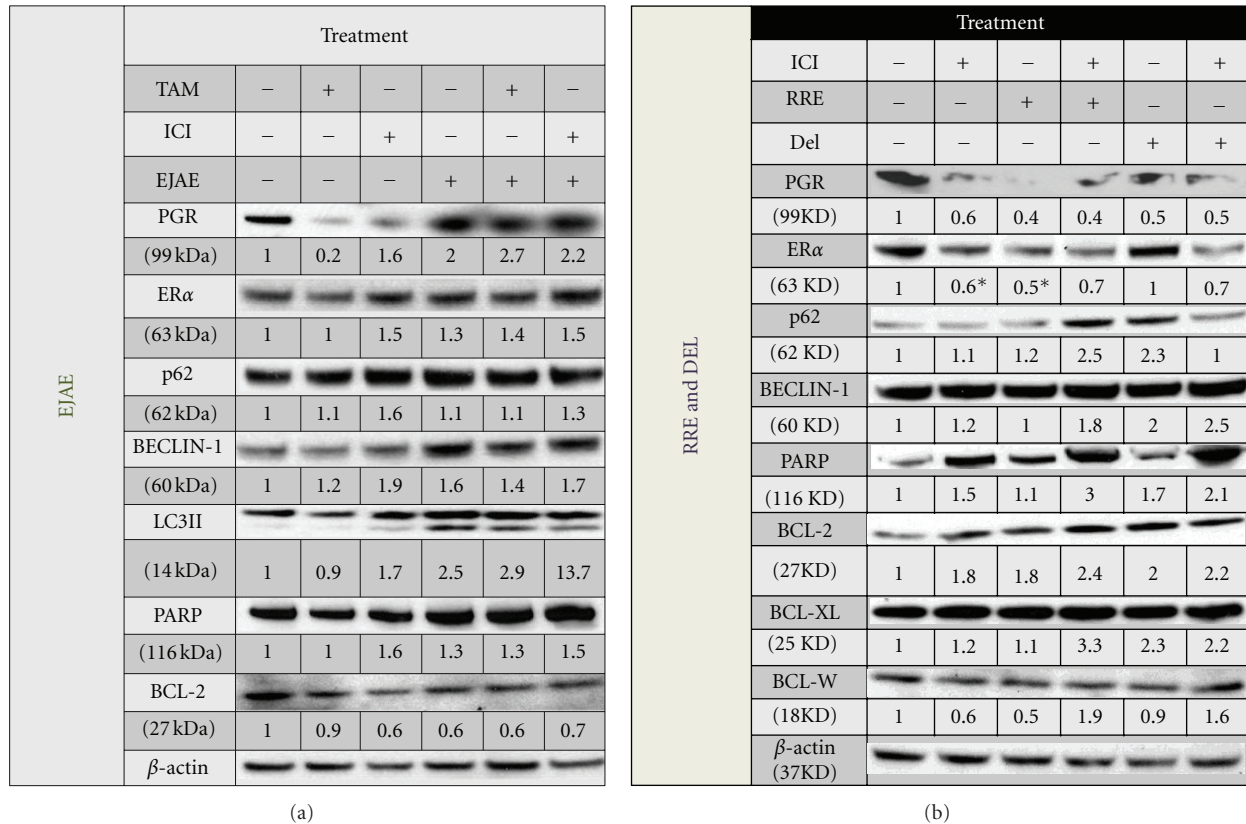 EJAE
Treatment
TAM − + − − + −
ICI − − + − − +
EJAE − − − + + +
PGR
(99 kDa) 1 0.2 1.6 2 2.7 2.2
ERα
(63 kDa) 1 1 1.5 1.3 1.4 1.5
p62
(62 kDa) 1 1.1 1.6 1.1 1.1 1.3
BECLIN-1
(60 kDa) 1 1.2 1.9 1.6 1.4 1.7
LC3II
(14 kDa) 1 0.9 1.7 2.5 2.9 13.7
PARP
(116 kDa) 1 1 1.6 1.3 1.3 1.5
BCL-2
(27 kDa) 1 0.9 0.6 0.6 0.6 0.7
β-actin
(a)
RRE and DEL
Treatment
ICI − + − + − +
RRE − − + + − −
Del − − − − + +
PGR
(99KD) 1 0.6 0.4 0.4 0.5 0.5
ERα
(63 KD) 1 0.6* 0.5* 0.7 1 0.7
p62
(62 KD) 1 1.1 1.2 2.5 2.3 1
BECLIN-1
(60 KD) 1 1.2 1 1.8 2 2.5
PARP
(116 KD) 1 1.5 1.1 3 1.7 2.1
BCL-2
(27KD) 1 1.8 1.8 2.4 2 2.2
BCL-XL
(25 KD) 1 1.2 1.1 3.3 2.3 2.2
BCL-W
(18KD) 1 0.6 0.5 1.9 0.9 1.6
β-actin
(37KD)
(b)